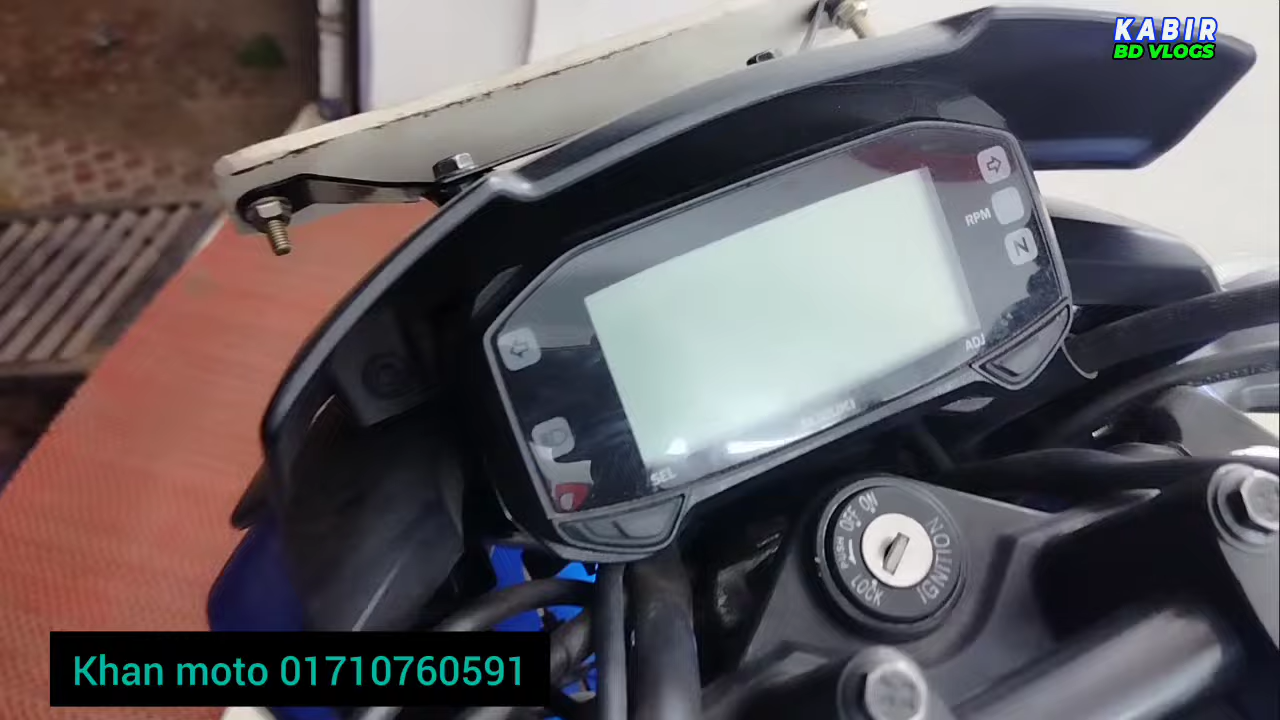 KABIR
BD VLOGS
RPM
N
ADJ
SUZUKI
SEL
ON
OFF
PUSH
LOCK
IGNITION
Khan moto 01710760591